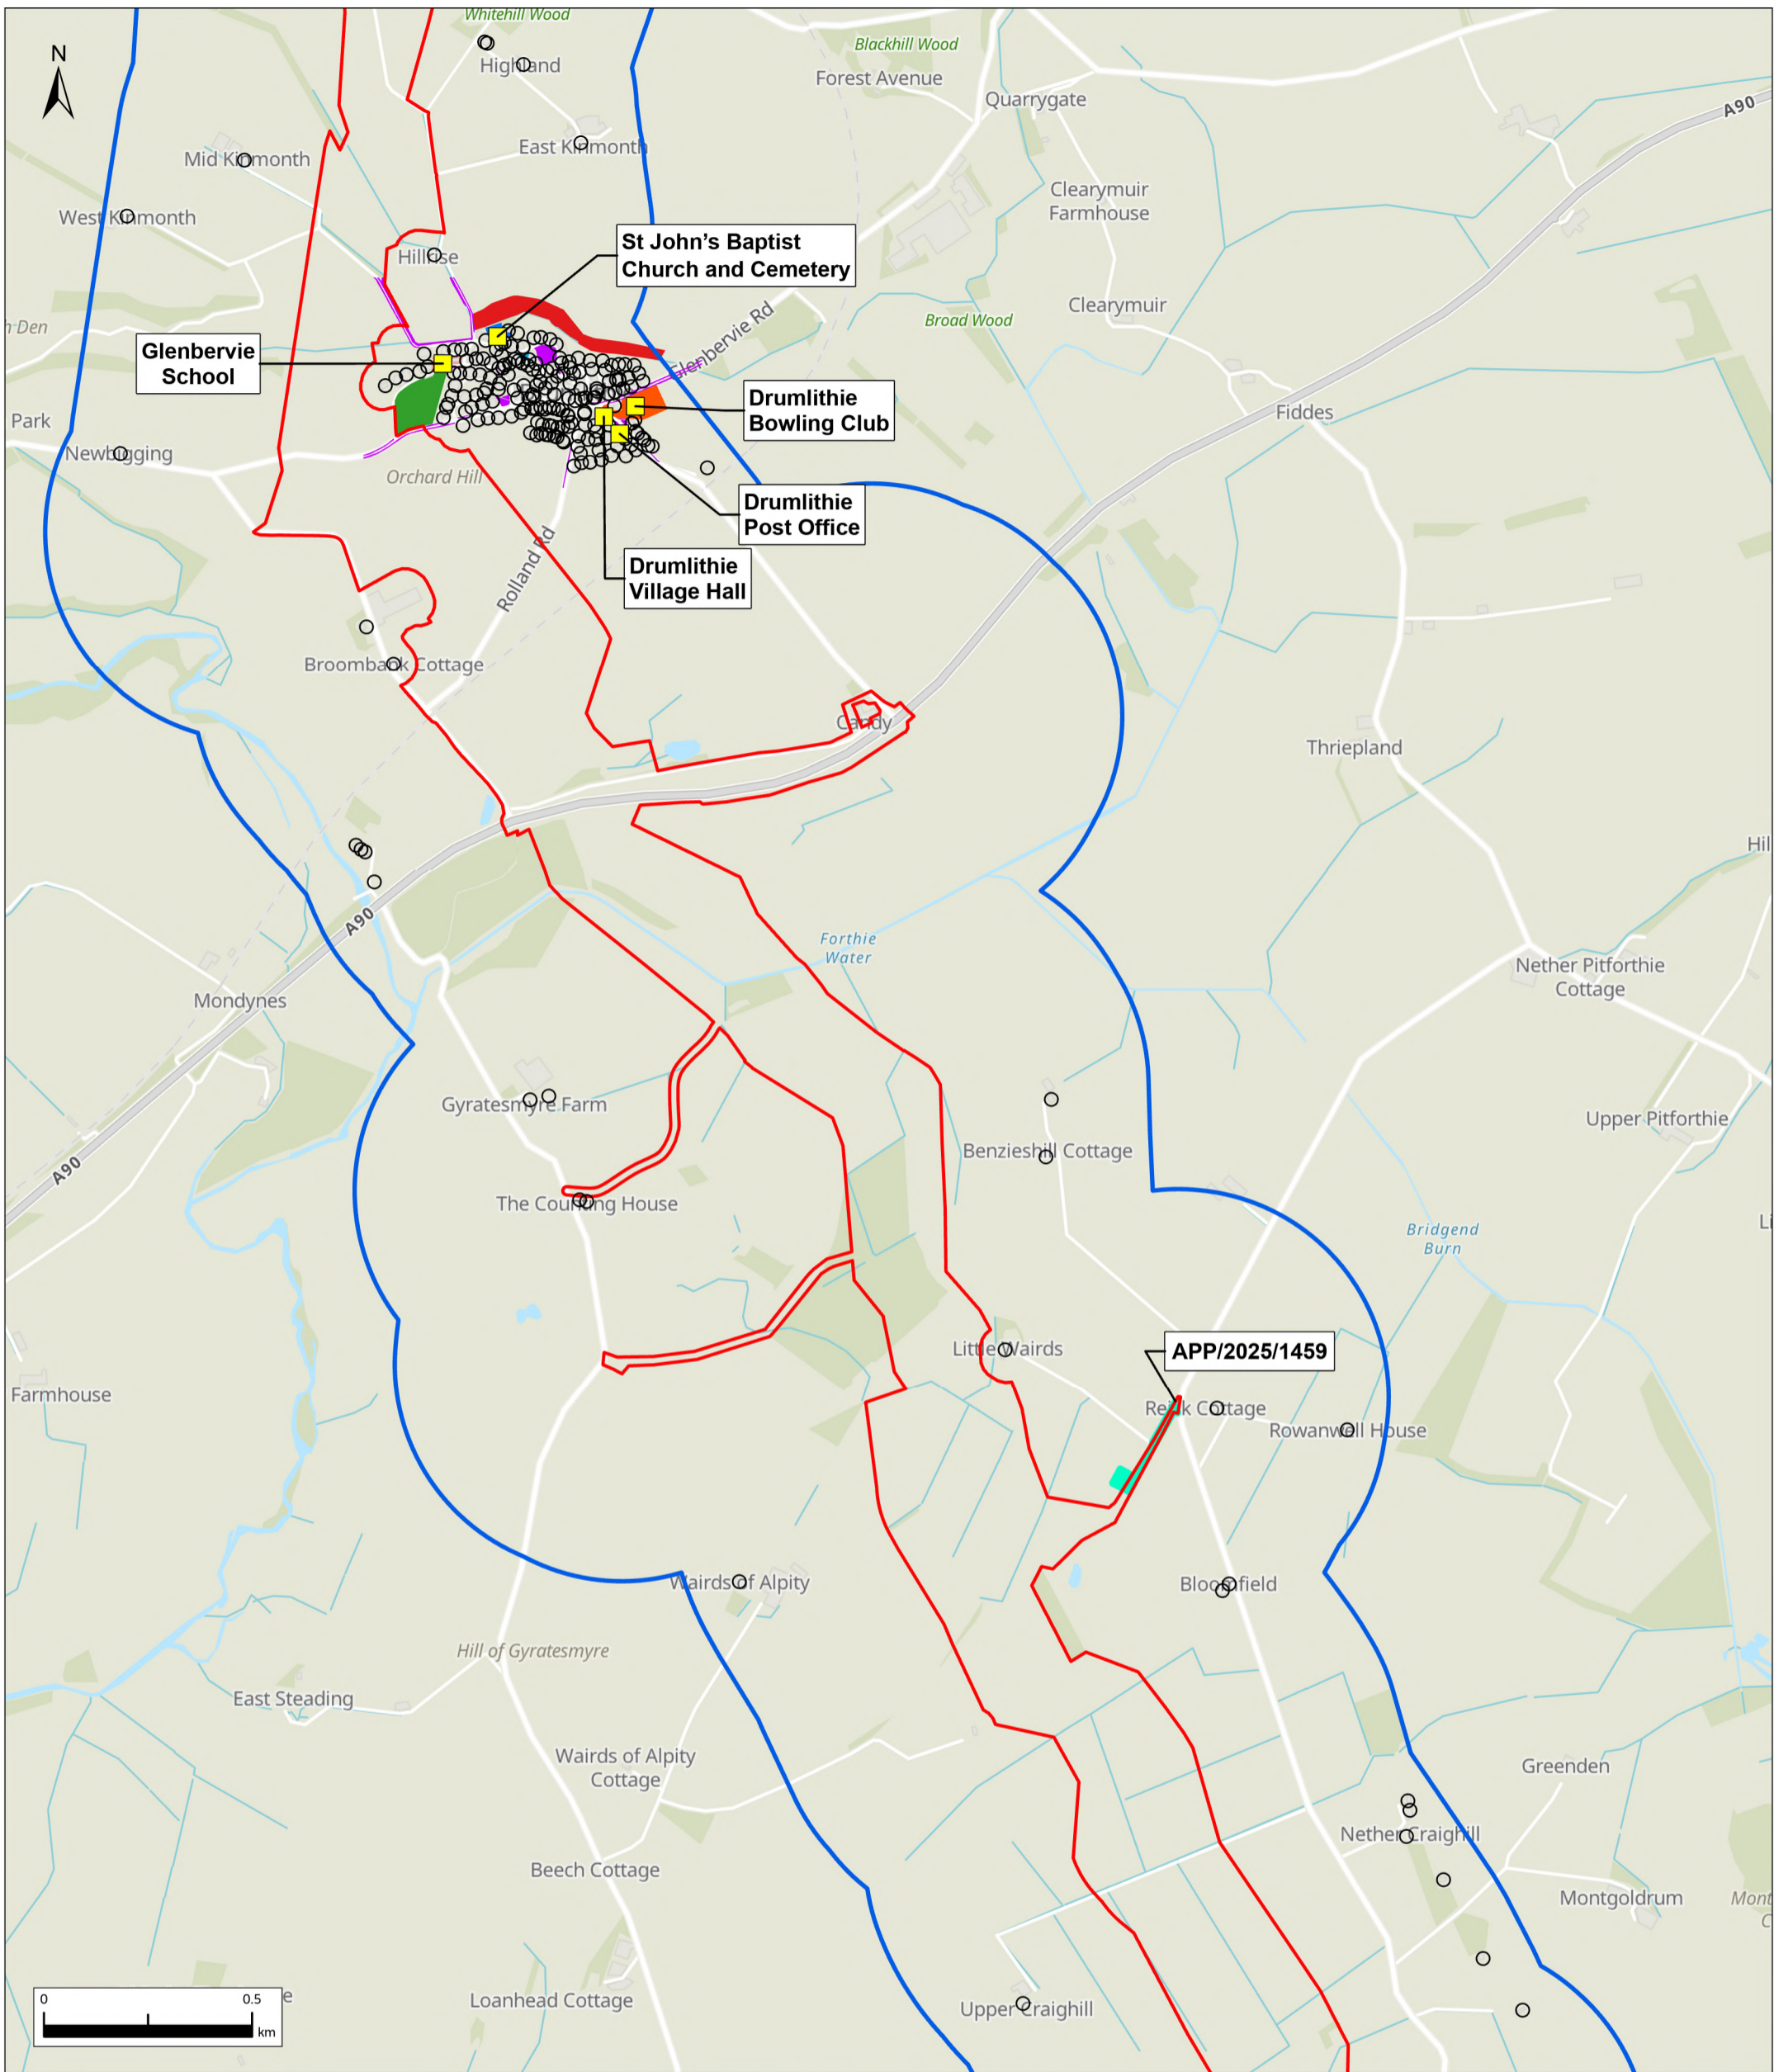 Whitehill Wood
Blackhill Wood
N
Highland
Forest Avenue
Quarrygate
A90
Mid Kinmonth
East Kinmonth
West Kinmonth
Clearymuir
Farmhouse
St John's Baptist
Church and Cemetery
Hillrise
Clearymuir
Broad Wood
h Den
Glenbervie Rd
Glenbervie
School
Drumlithie
Bowling Club
Fiddes
Park
Newbigging
Orchard Hill
Drumlithie
Post Office
Drumlithie
Village Hall
Rolland Rd
Broombank Cottage
Candy
Thriepland
Hil
A90
Forthie
Water
Nether Pitforthie
Cottage
Mondynes
Gyratesmyre Farm
Upper Pitforthie
Benzieshill Cottage
A90
The Counting House
Bridgend
Burn
Li
Little Wairds
APP/2025/1459
Farmhouse
Reisk Cottage
Rowanwell House
Wairds of Alpity
Bloomfield
Hill of Gyratesmyre
East Steading
Wairds of Alpity
Cottage
Greenden
Nether Craighill
Beech Cottage
Montgoldrum
Mont
C
0 0.5
km
e
Loanhead Cottage
Upper Craighill